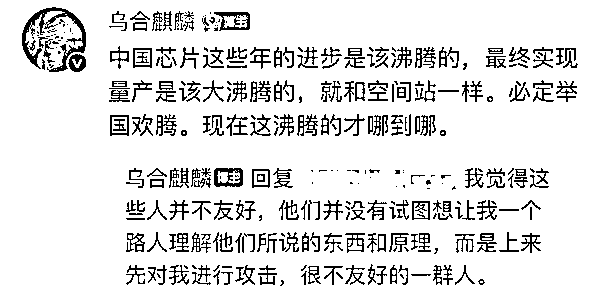 乌合麒麟 博主
中国芯片这些年的进步是该沸腾的，最终实现
量产是该大沸腾的，就和空间站一样。必定举
国欢腾。现在这沸腾的才哪到哪。
乌合麒麟 博主 回复 我觉得这
些人并不友好，他们并没有试图想让我一个
路人理解他们所说的东西和原理，而是上来
先对我进行攻击，很不友好的一群人。